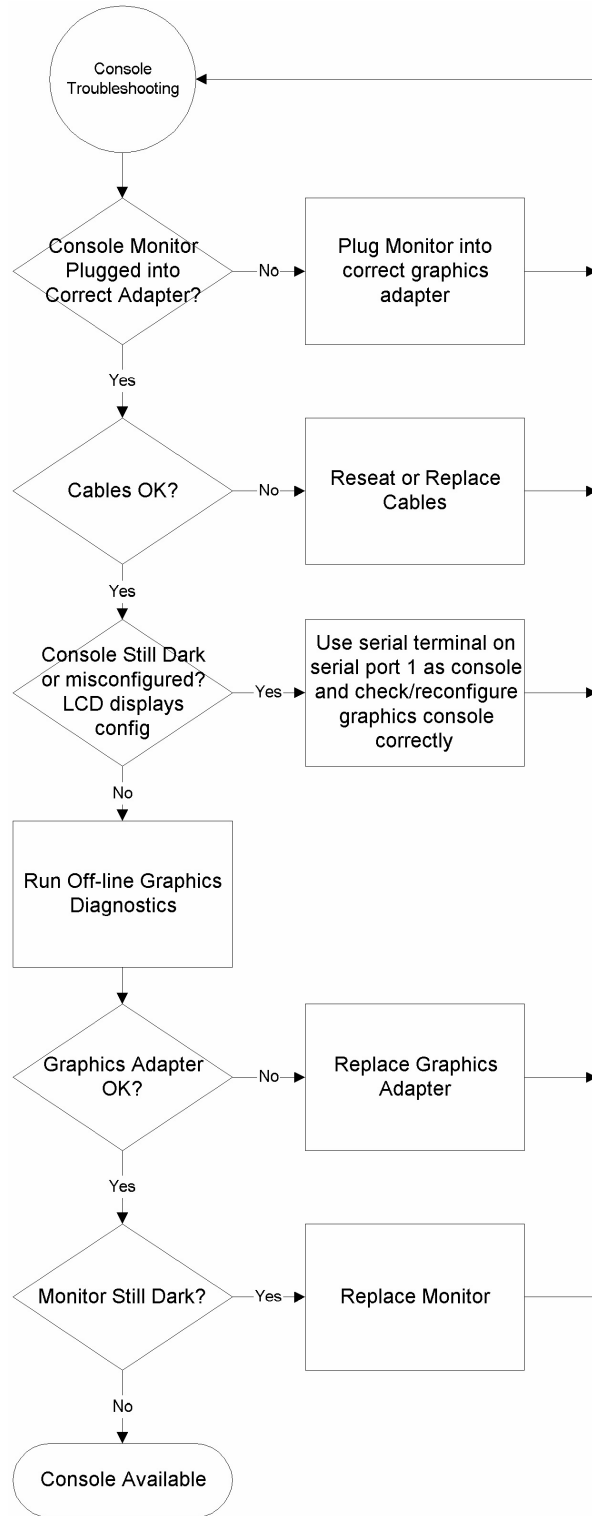 Console
Troubleshooting
Console Monitor
Plugged into
Correct Adapter?
No
Plug Monitor into
correct graphics
adapter
Yes
Cables OK?
No
Reseat or Replace
Cables
Yes
Console Still Dark
or misconfigured?
LCD displays
config
Yes
Use serial terminal on
serial port 1 as console
and check/reconfigure
graphics console
correctly
No
Run Off-line Graphics
Diagnostics
Graphics Adapter
OK?
No
Replace Graphics
Adapter
Yes
Monitor Still Dark?
Yes
Replace Monitor
No
Console Available